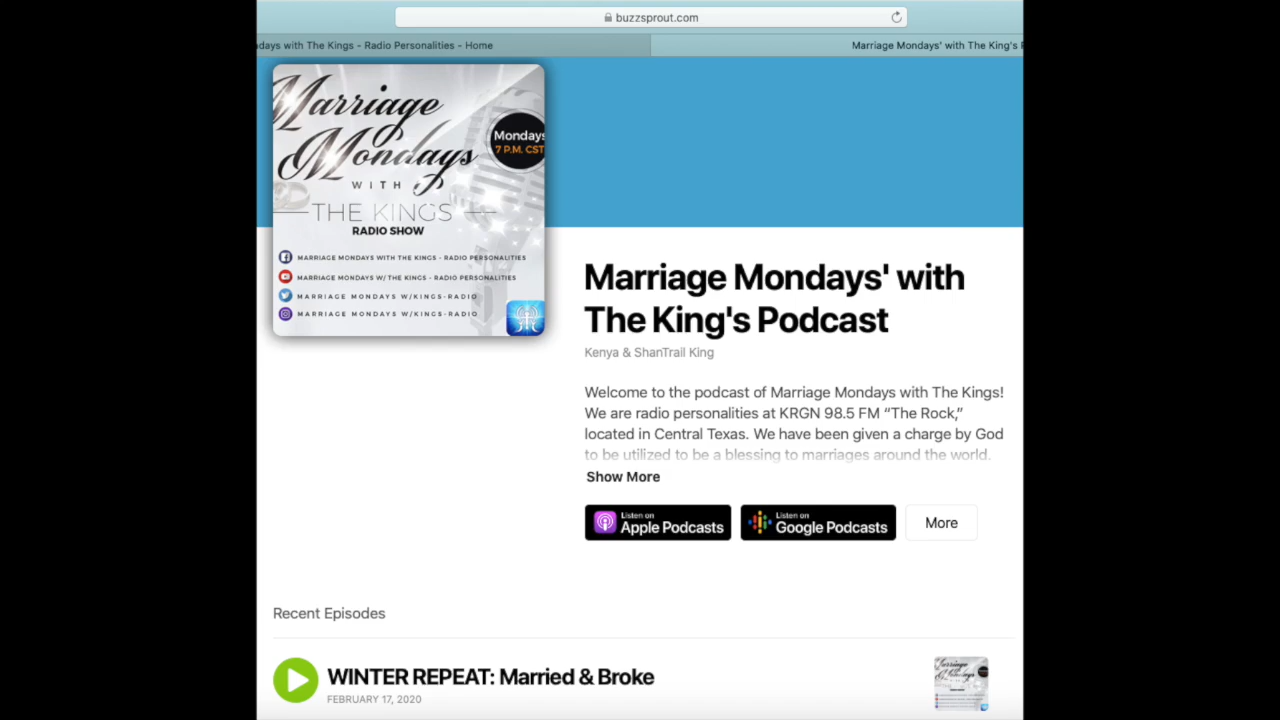 buzzsprout.com
days with The Kings - Radio Personalities - Home
Marriage Mondays' with The King's
Marriage
Mondays
Mondays
7 P.M. CST
WITH
THE KINGS
RADIO SHOW
MARRIAGE MONDAYS WITH THE KINGS - RADIO PERSONALITIES
MARRIAGE MONDAYS W/ THE KINGS - RADIO PERSONALITIES
MARRIAGE MONDAYS W/KINGS-RADIO
MARRIAGE MONDAYS W/KINGS-RADIO
Marriage Mondays' with
The King's Podcast
Kenya & ShanTrail King
Welcome to the podcast of Marriage Mondays with The Kings!
We are radio personalities at KRGN 98.5 FM “The Rock,”
located in Central Texas. We have been given a charge by God
to be utilized to be a blessing to marriages around the world.
Show More
Listen on
Apple Podcasts
Listen on
Google Podcasts
More
Recent Episodes
WINTER REPEAT: Married & Broke
FEBRUARY 17, 2020